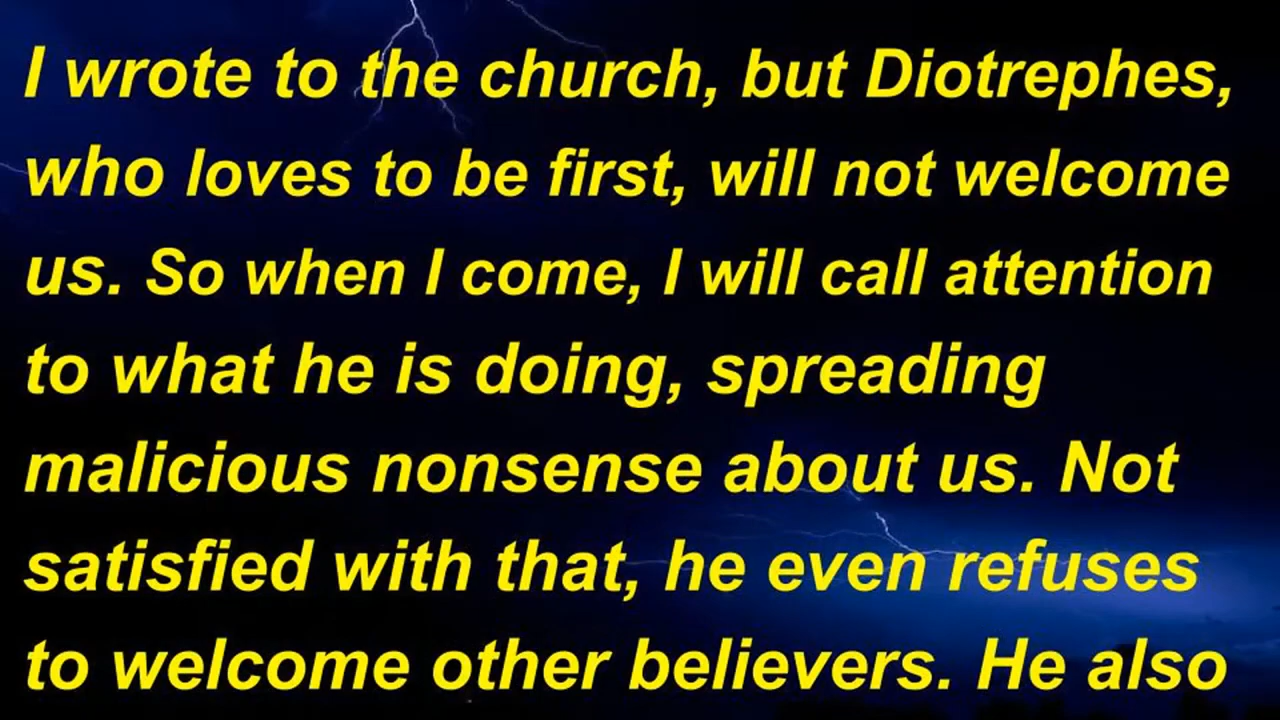 I wrote to the church, but Diotrephes,
who loves to be first, will not welcome
us. So when I come, I will call attention
to what he is doing, spreading
malicious nonsense about us. Not
satisfied with that, he even refuses
to welcome other believers. He also